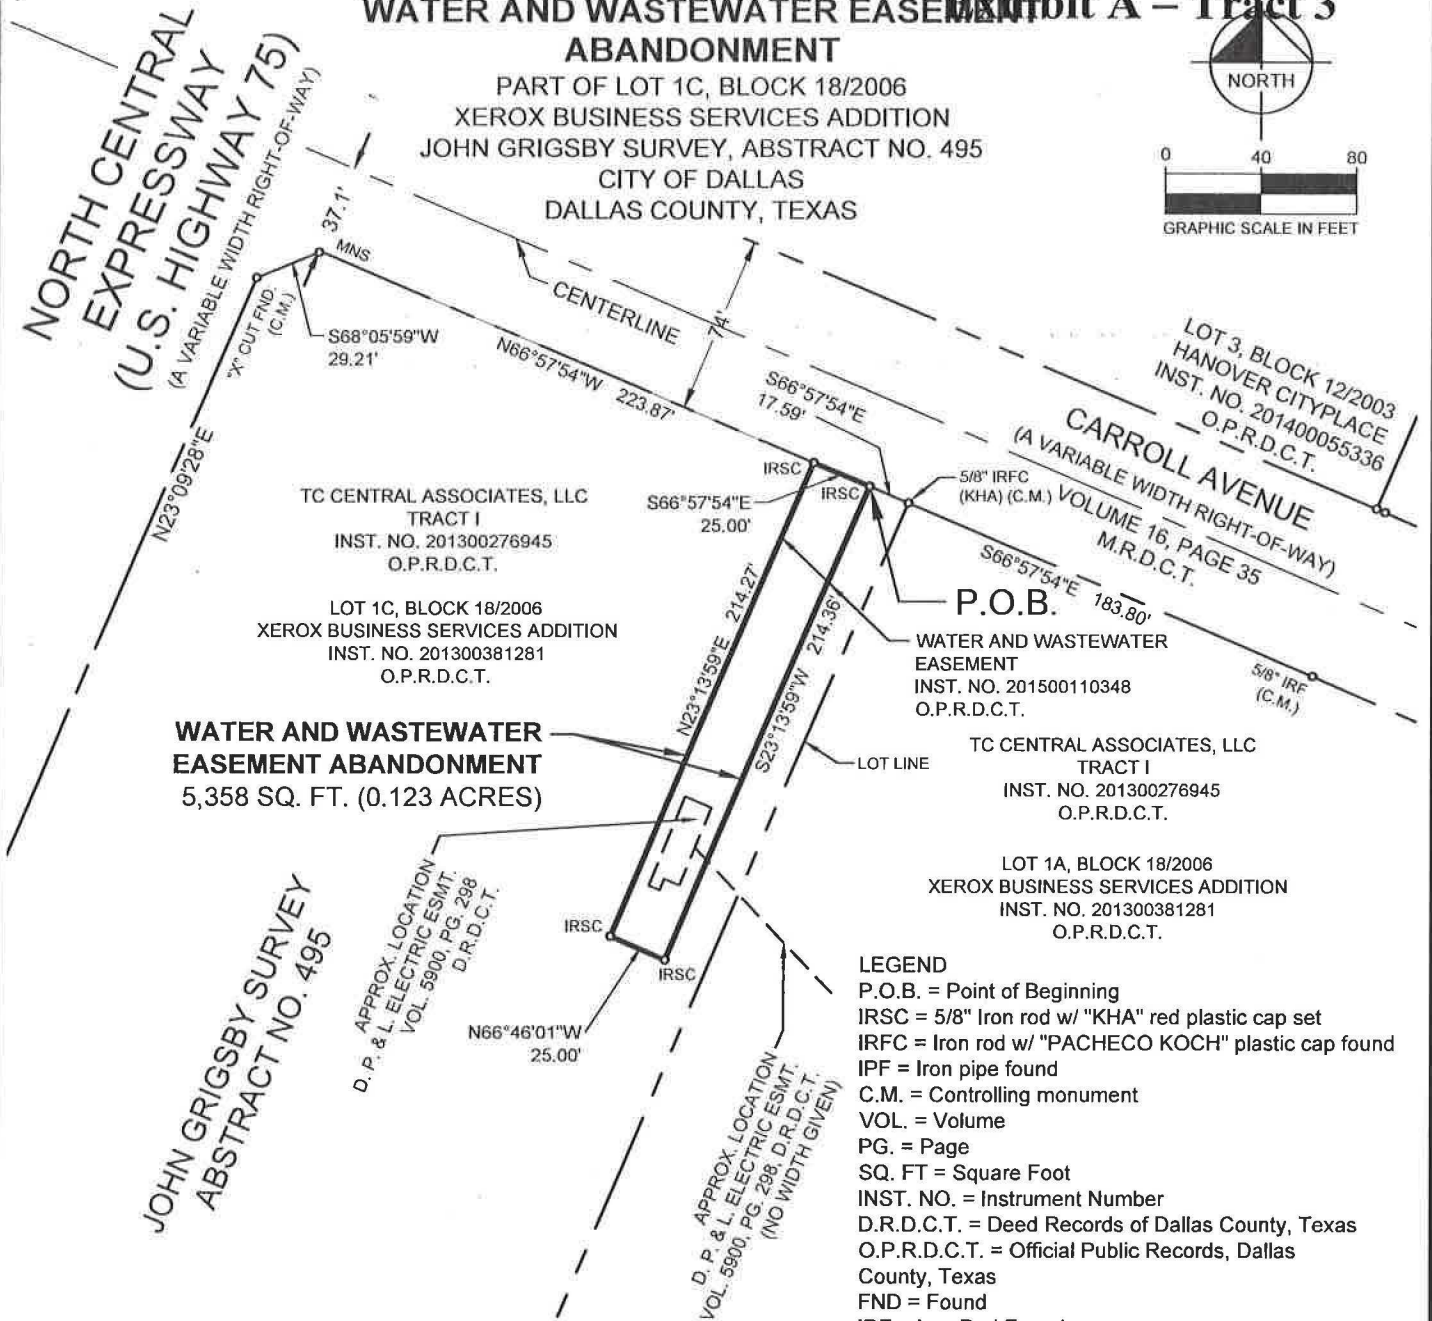 WATER AND WASTEWATER EASEMENT
Exhibit A – Tract 3
ABANDONMENT
PART OF LOT 1C, BLOCK 18/2006
XEROX BUSINESS SERVICES ADDITION
JOHN GRIGSBY SURVEY, ABSTRACT NO. 495
CITY OF DALLAS
DALLAS COUNTY, TEXAS
NORTH
0 40 80
GRAPHIC SCALE IN FEET
NORTH CENTRAL
EXPRESSWAY
(U.S. HIGHWAY 75)
(A VARIABLE WIDTH RIGHT-OF-WAY)
37.1'
MNS
"X" CUT FND.
(C.M.)
S68°05'59"W
29.21'
N23°09'28"E
CENTERLINE
74'
N66°57'54"W 223.87'
S66°57'54"E
17.59'
LOT 3, BLOCK 12/2003
HANOVER CITYPLACE
INST. NO. 201400055336
O.P.R.D.C.T.
CARROLL AVENUE
(A VARIABLE WIDTH RIGHT-OF-WAY)
VOLUME 16, PAGE 35
M.R.D.C.T.
IRSC
IRSC
5/8" IRFC
(KHA) (C.M.)
S66°57'54"E
25.00'
S66°57'54"E 183.80'
5/8" IRF
(C.M.)
P.O.B.
TC CENTRAL ASSOCIATES, LLC
TRACT I
INST. NO. 201300276945
O.P.R.D.C.T.
LOT 1C, BLOCK 18/2006
XEROX BUSINESS SERVICES ADDITION
INST. NO. 201300381281
O.P.R.D.C.T.
N23°13'59"E 214.27'
S23°13'59"W 214.36'
WATER AND WASTEWATER
EASEMENT
INST. NO. 201500110348
O.P.R.D.C.T.
LOT LINE
WATER AND WASTEWATER
EASEMENT ABANDONMENT
5,358 SQ. FT. (0.123 ACRES)
TC CENTRAL ASSOCIATES, LLC
TRACT I
INST. NO. 201300276945
O.P.R.D.C.T.
LOT 1A, BLOCK 18/2006
XEROX BUSINESS SERVICES ADDITION
INST. NO. 201300381281
O.P.R.D.C.T.
APPROX. LOCATION
D. P. & L. ELECTRIC ESMT.
VOL. 5900, PG. 298
D.R.D.C.T.
IRSC
IRSC
N66°46'01"W
25.00'
JOHN GRIGSBY SURVEY
ABSTRACT NO. 495
APPROX. LOCATION
D. P. & L. ELECTRIC ESMT.
VOL. 5900, PG. 298, D.R.D.C.T.
(NO WIDTH GIVEN)
LEGEND
P.O.B. = Point of Beginning
IRSC = 5/8" Iron rod w/ "KHA" red plastic cap set
IRFC = Iron rod w/ "PACHECO KOCH" plastic cap found
IPF = Iron pipe found
C.M. = Controlling monument
VOL. = Volume
PG. = Page
SQ. FT = Square Foot
INST. NO. = Instrument Number
D.R.D.C.T. = Deed Records of Dallas County, Texas
O.P.R.D.C.T. = Official Public Records, Dallas
County, Texas
FND = Found